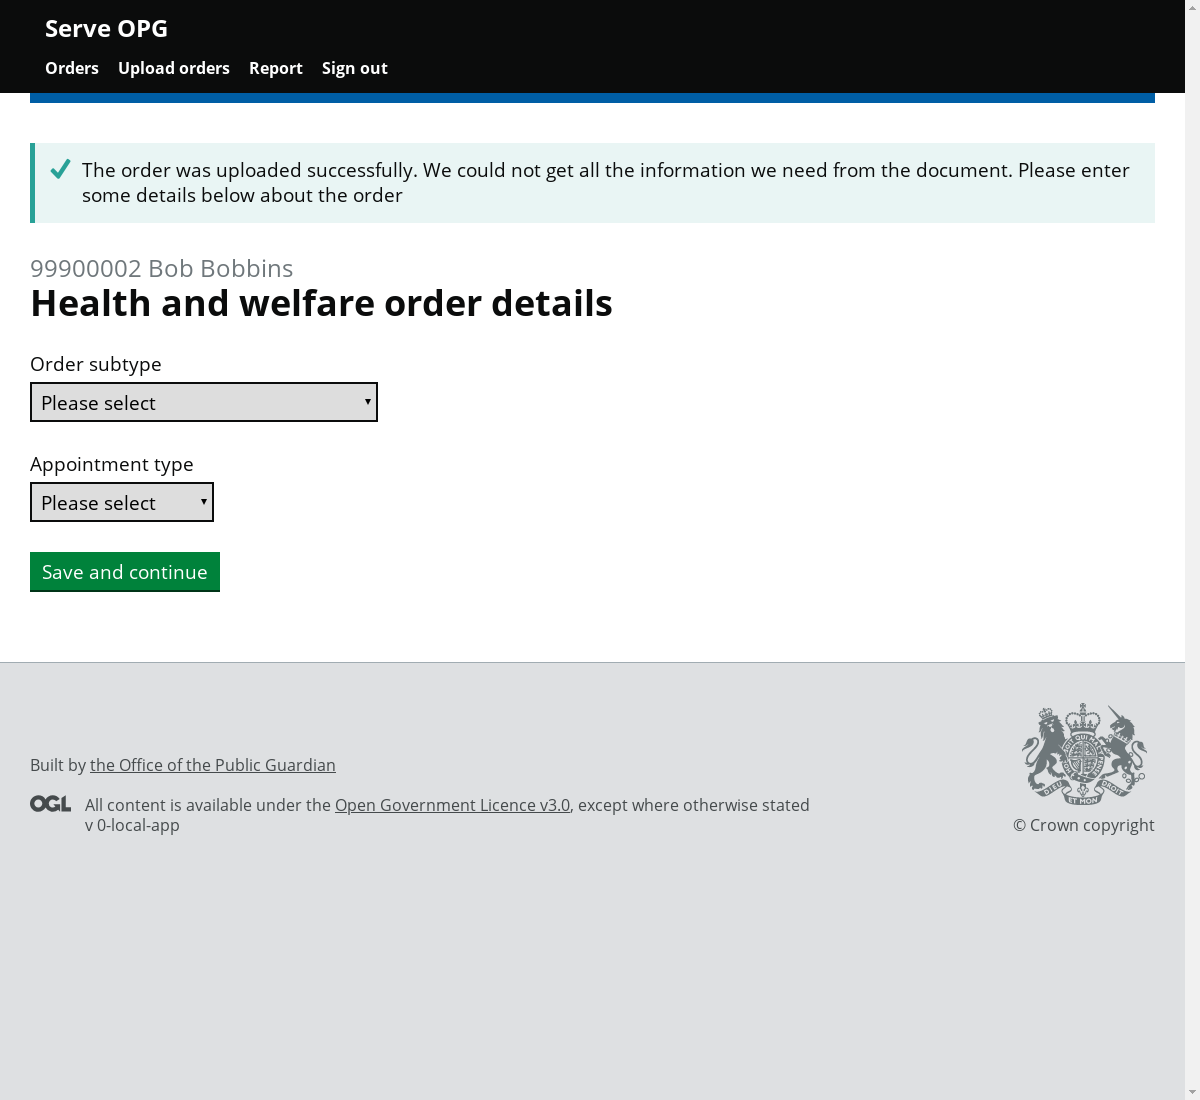 Serve OPG
Orders Upload orders Report Sign out
The order was uploaded successfully. We could not get all the information we need from the document. Please enter
some details below about the order
99900002 Bob Bobbins
Health and welfare order details
Order subtype
Please select
Appointment type
Please select
Save and continue
Built by the Office of the Public Guardian
OGL All content is available under the Open Government Licence v3.0, except where otherwise stated
v 0-local-app
DIEU ET MON DROIT
© Crown copyright